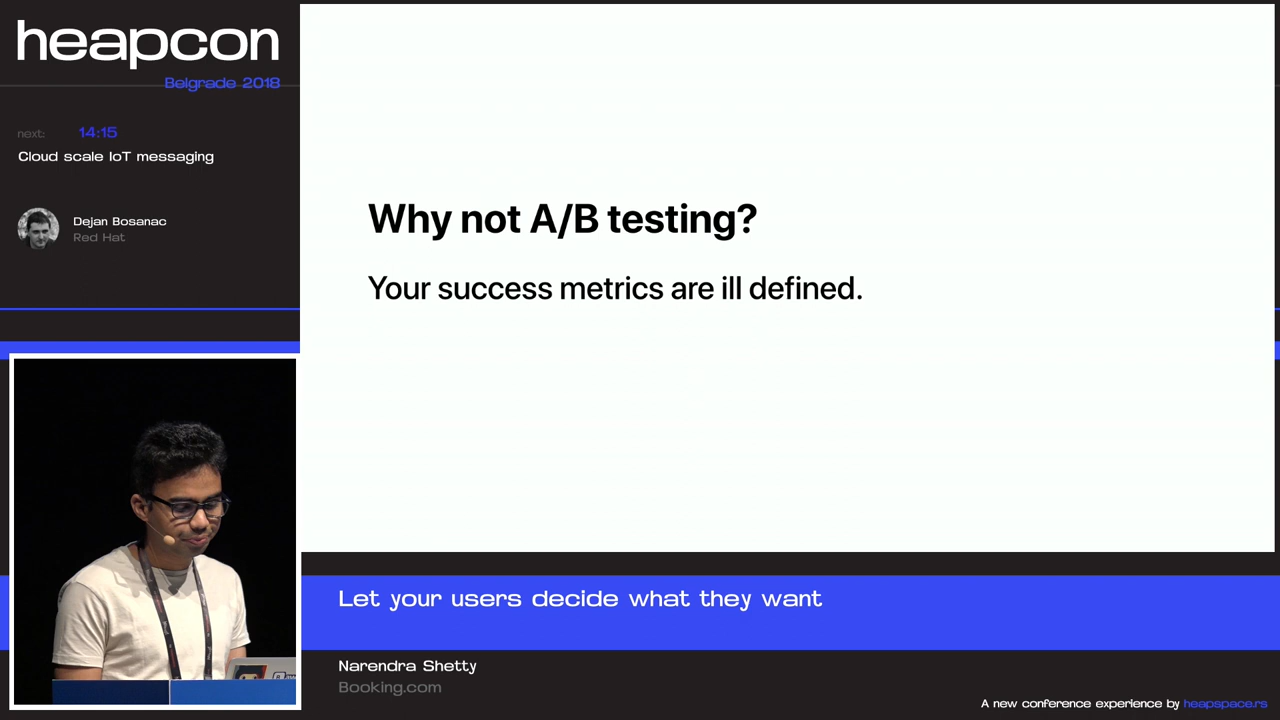 heapcon
Belgrade 2018
next: 14:15
Cloud scale IoT messaging
Dejan Bosanac
Red Hat
Why not A/B testing?
Your success metrics are ill defined.
Let your users decide what they want
Narendra Shetty
Booking.com
A new conference experience by heapspace.rs